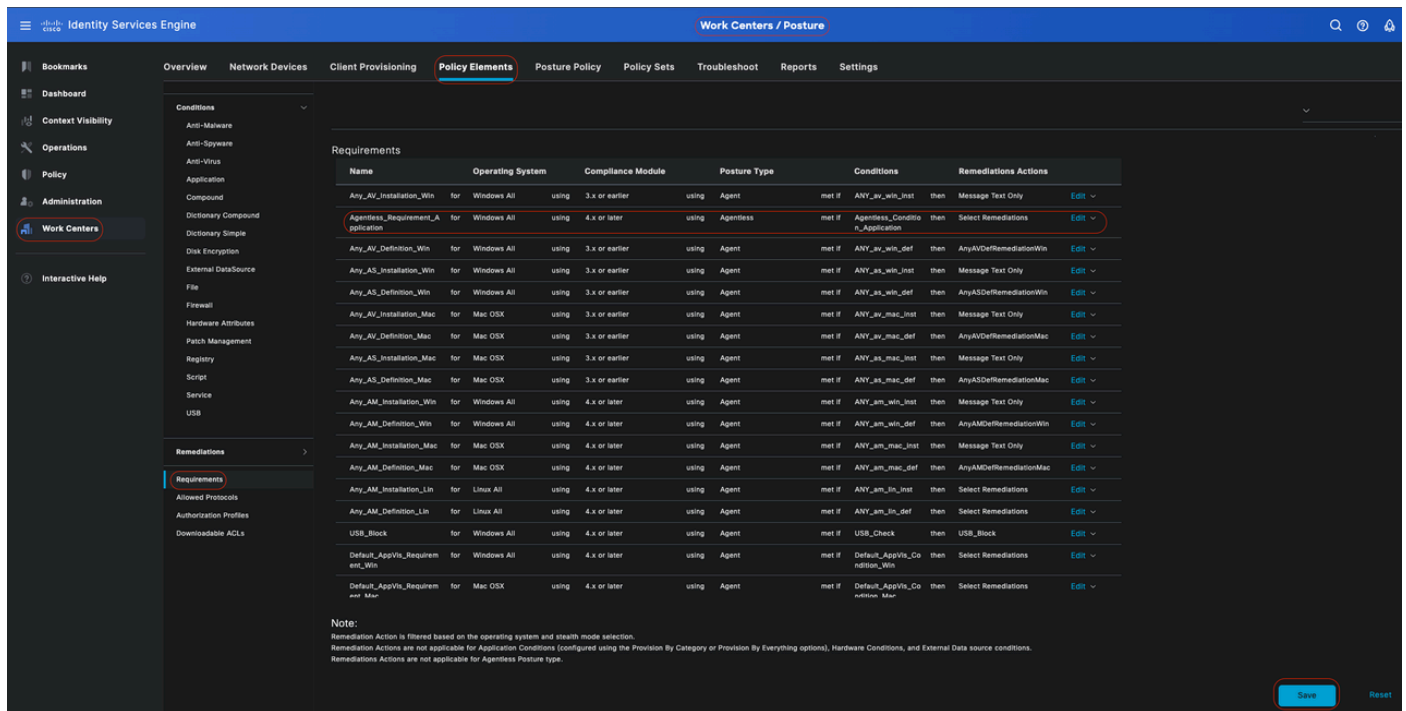 cisco Identity Services Engine
Work Centers / Posture
Bookmarks
Dashboard
Context Visibility
Operations
Policy
Administration
Work Centers
Interactive Help
Overview Network Devices Client Provisioning Policy Elements Posture Policy Policy Sets Troubleshoot Reports Settings
Conditions
Anti-Malware
Anti-Spyware
Anti-Virus
Application
Compound
Dictionary Compound
Dictionary Simple
Disk Encryption
External DataSource
File
Firewall
Hardware Attributes
Patch Management
Registry
Script
Service
USB
Remediations
Requirements
Allowed Protocols
Authorization Profiles
Downloadable ACLs
Requirements
Name Operating System Compliance Module Posture Type Conditions Remediations Actions
Any_AV_Installation_Win for Windows All using 3.x or earlier using Agent met if ANY_av_win_inst then Message Text Only Edit
Agentless_Requirement_A for Windows All using 4.x or later using Agentless met if Agentless_Conditio then Select Remediations Edit
pplication n_Application
Any_AV_Definition_Win for Windows All using 3.x or earlier using Agent met if ANY_av_win_def then AnyAVDefRemediationWin Edit
Any_AS_Installation_Win for Windows All using 3.x or earlier using Agent met if ANY_as_win_inst then Message Text Only Edit
Any_AS_Definition_Win for Windows All using 3.x or earlier using Agent met if ANY_as_win_def then AnyASDefRemediationWin Edit
Any_AV_Installation_Mac for Mac OSX using 3.x or earlier using Agent met if ANY_av_mac_inst then Message Text Only Edit
Any_AV_Definition_Mac for Mac OSX using 3.x or earlier using Agent met if ANY_av_mac_def then AnyAVDefRemediationMac Edit
Any_AS_Installation_Mac for Mac OSX using 3.x or earlier using Agent met if ANY_as_mac_inst then Message Text Only Edit
Any_AS_Definition_Mac for Mac OSX using 3.x or earlier using Agent met if ANY_as_mac_def then AnyASDefRemediationMac Edit
Any_AM_Installation_Win for Windows All using 4.x or later using Agent met if ANY_am_win_inst then Message Text Only Edit
Any_AM_Definition_Win for Windows All using 4.x or later using Agent met if ANY_am_win_def then AnyAMDefRemediationWin Edit
Any_AM_Installation_Mac for Mac OSX using 4.x or later using Agent met if ANY_am_mac_inst then Message Text Only Edit
Any_AM_Definition_Mac for Mac OSX using 4.x or later using Agent met if ANY_am_mac_def then AnyAMDefRemediationMac Edit
Any_AM_Installation_Lin for Linux All using 4.x or later using Agent met if ANY_am_lin_inst then Select Remediations Edit
Any_AM_Definition_Lin for Linux All using 4.x or later using Agent met if ANY_am_lin_def then Select Remediations Edit
USB_Block for Windows All using 4.x or later using Agent met if USB_Check then USB_Block Edit
Default_AppVis_Requirem for Windows All using 4.x or later using Agent met if Default_AppVis_Co then Select Remediations Edit
ent_Win ndition_Win
Default_AppVis_Requirem for Mac OSX using 4.x or later using Agent met if Default_AppVis_Co then Select Remediations Edit
ent_Mac ndition_Mac
Note:
Remediation Action is filtered based on the operating system and stealth mode selection.
Remediation Actions are not applicable for Application Conditions (configured using the Provision By Category or Provision By Everything options), Hardware Conditions, and External Data source conditions.
Remediations Actions are not applicable for Agentless Posture type.
Save Reset